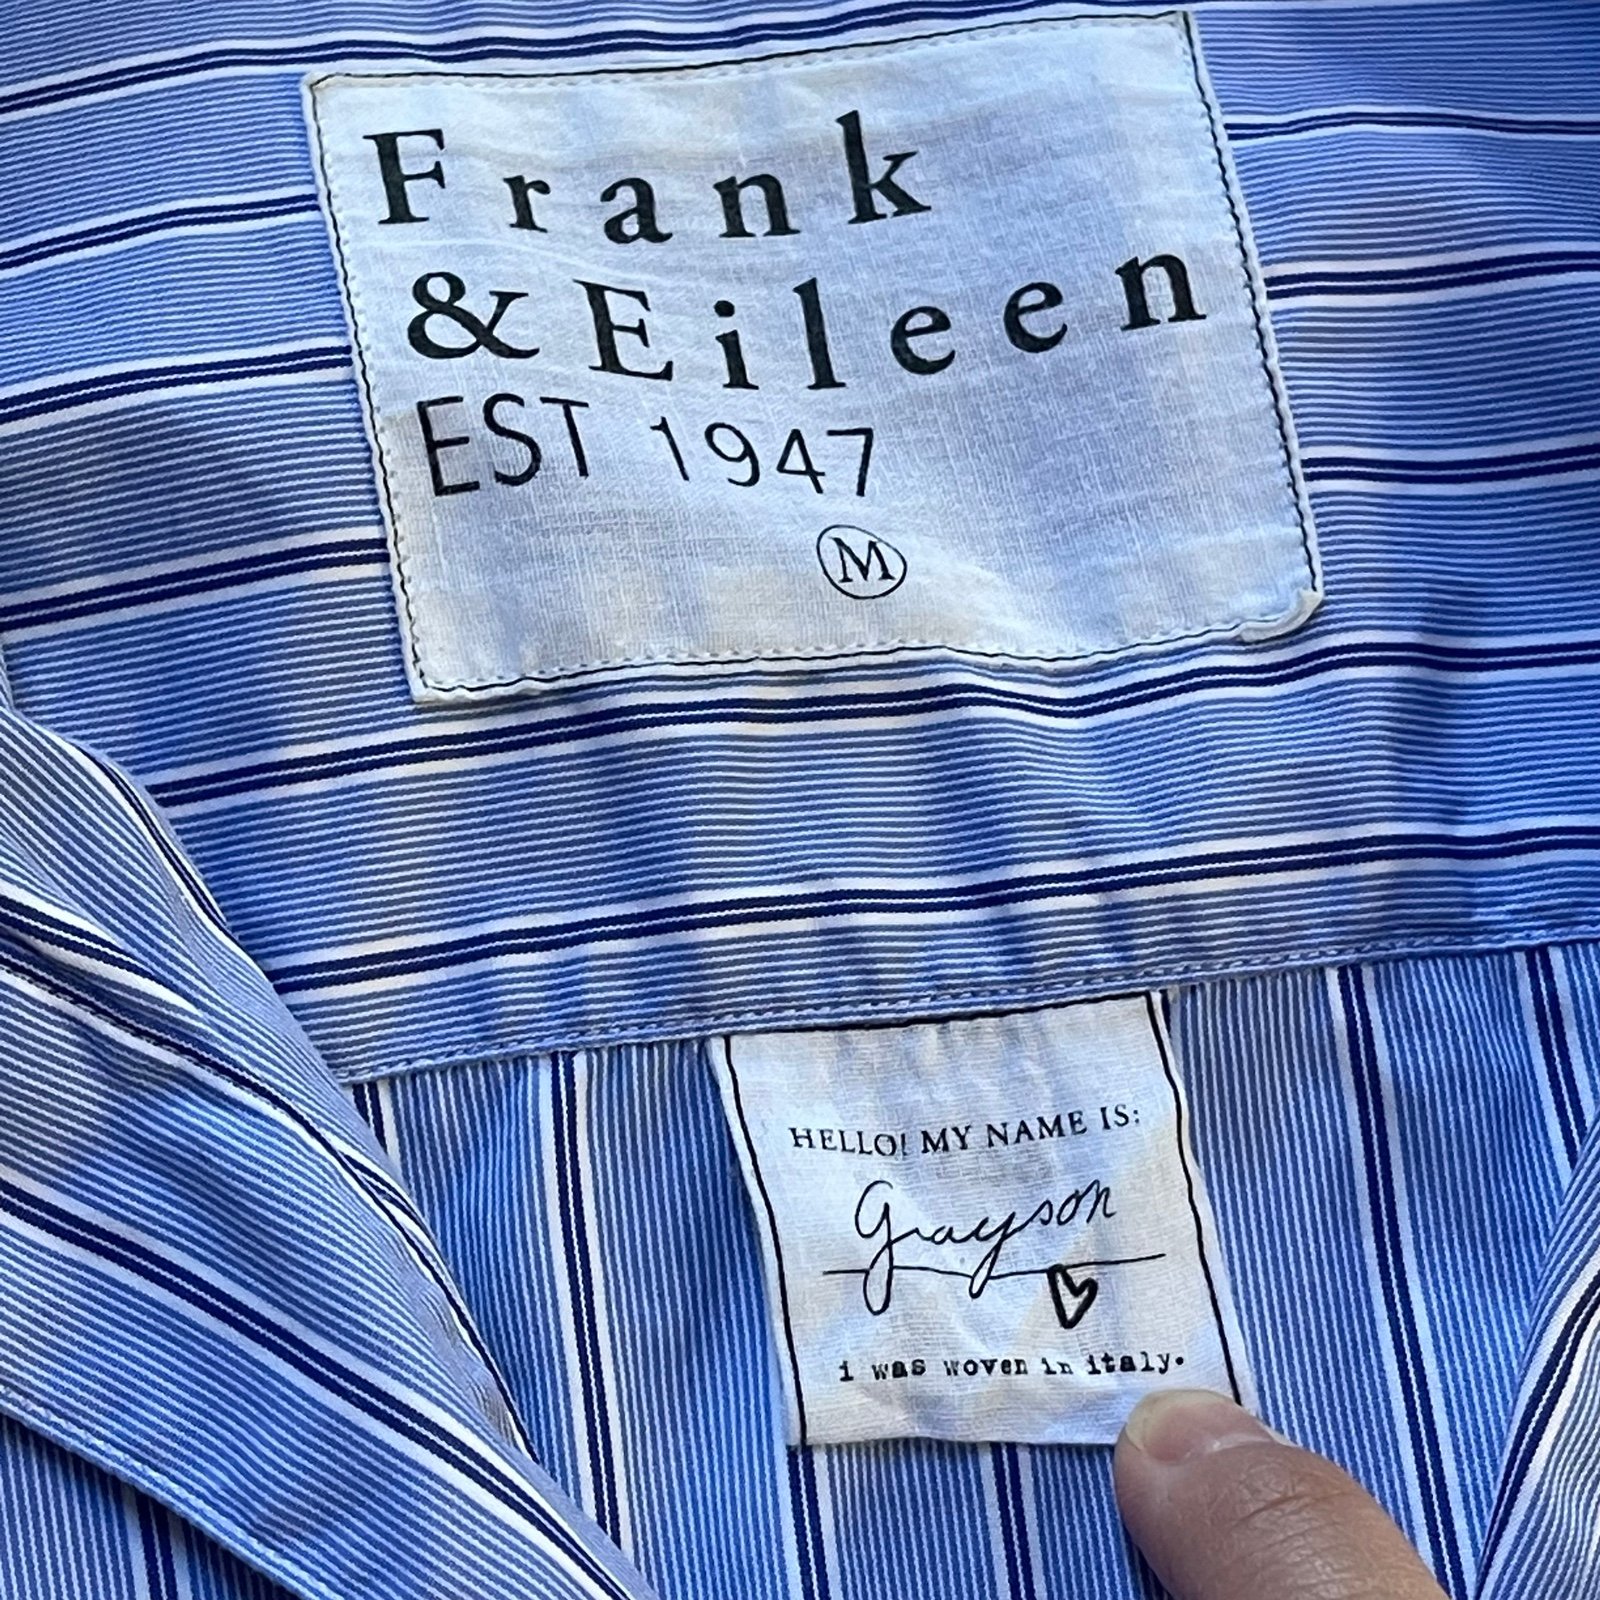 Frank
& Eileen
EST 1947
M
HELLO! MY NAME IS:
Grayson
i was woven in italy.